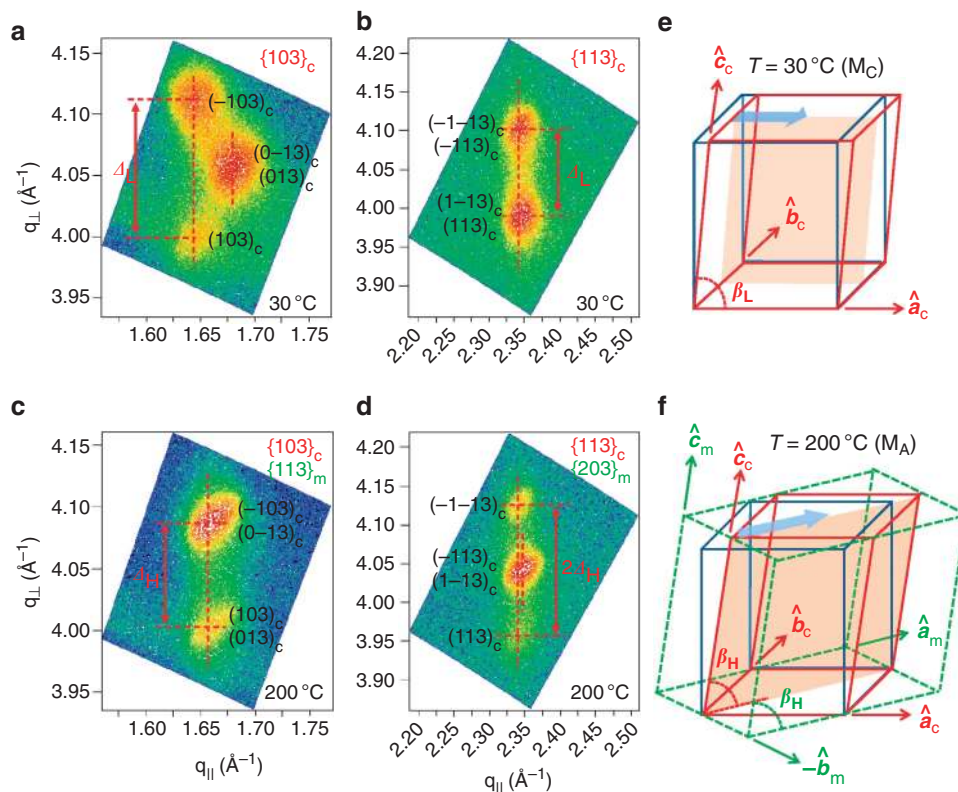 a
{103}c
4.15
4.10
4.05
4.00
3.95
q⊥ (Å–1)
ΔL
(–103)c
(0–13)c
(013)c
(103)c
30 °C
1.60 1.65 1.70 1.75
b
{113}c
4.20
4.15
4.10
4.05
4.00
3.95
3.90
(–1–13)c
(–113)c
ΔL
(1–13)c
(113)c
30 °C
2.20 2.25 2.30 2.35 2.40 2.45 2.50
e
ĉc
T = 30 °C (MC)
b̂c
βL
âc
c
{103}c
{113}m
4.15
4.10
4.05
4.00
3.95
q⊥ (Å–1)
(–103)c
(0–13)c
ΔH
(103)c
(013)c
200 °C
1.60 1.65 1.70 1.75
q|| (Å–1)
d
{113}c
{203}m
4.20
4.15
4.10
4.05
4.00
3.95
3.90
(–1–13)c
(–113)c
(1–13)c
2ΔH
(113)c
200 °C
2.20 2.25 2.30 2.35 2.40 2.45 2.50
q|| (Å–1)
f
ĉm
ĉc
T = 200 °C (MA)
b̂c
âm
βH
βH
âc
–b̂m